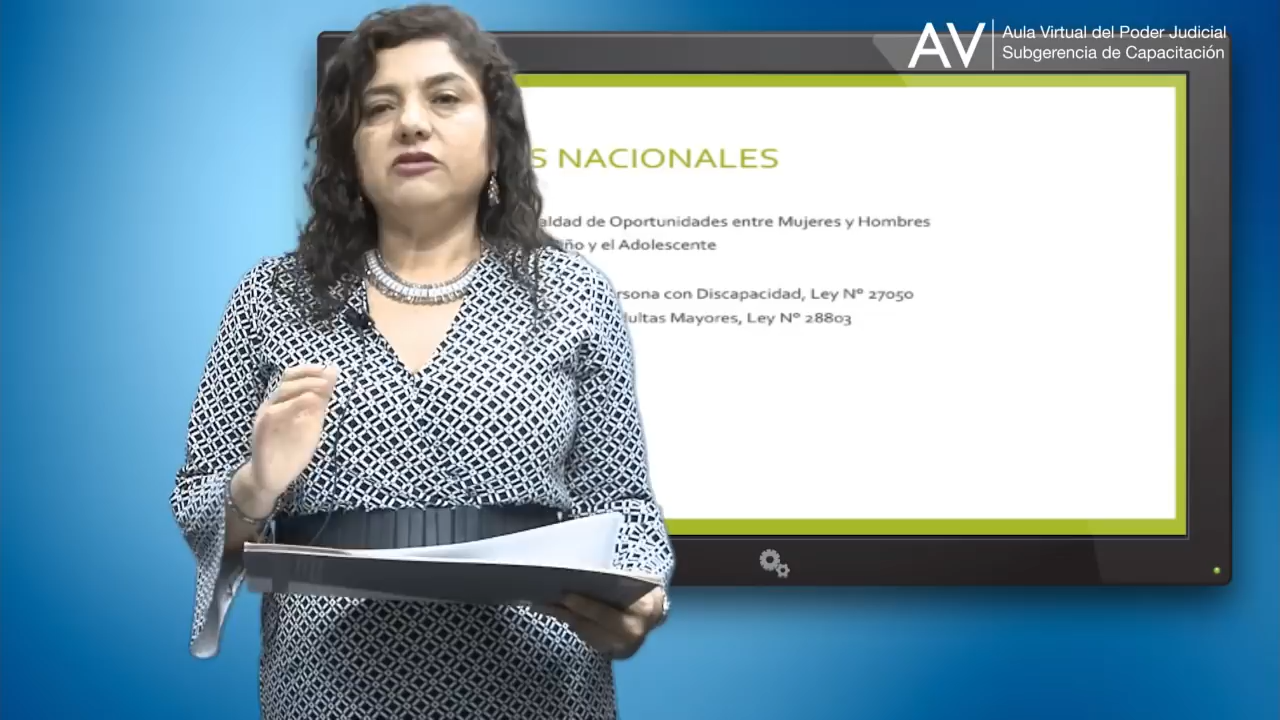 AV
Aula Virtual del Poder Judicial
Subgerencia de Capacitación
S NACIONALES
aldad de Oportunidades entre Mujeres y Hombres
iño y el Adolescente
rsona con Discapacidad, Ley Nº 27050
ultas Mayores, Ley Nº 28803